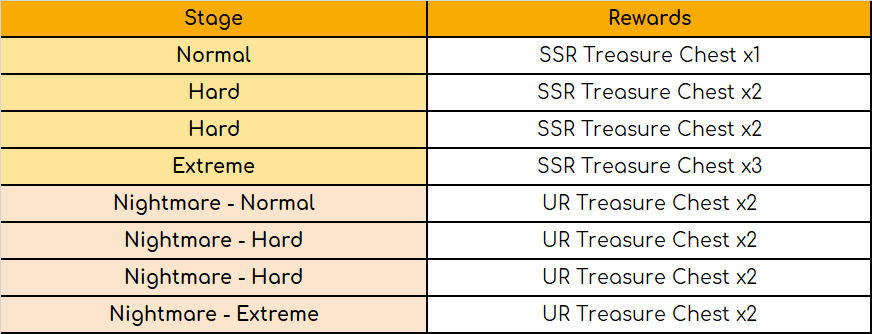 Stage Rewards
Normal SSR Treasure Chest x1
Hard SSR Treasure Chest x2
Hard SSR Treasure Chest x2
Extreme SSR Treasure Chest x3
Nightmare - Normal UR Treasure Chest x2
Nightmare - Hard UR Treasure Chest x2
Nightmare - Hard UR Treasure Chest x2
Nightmare - Extreme UR Treasure Chest x2